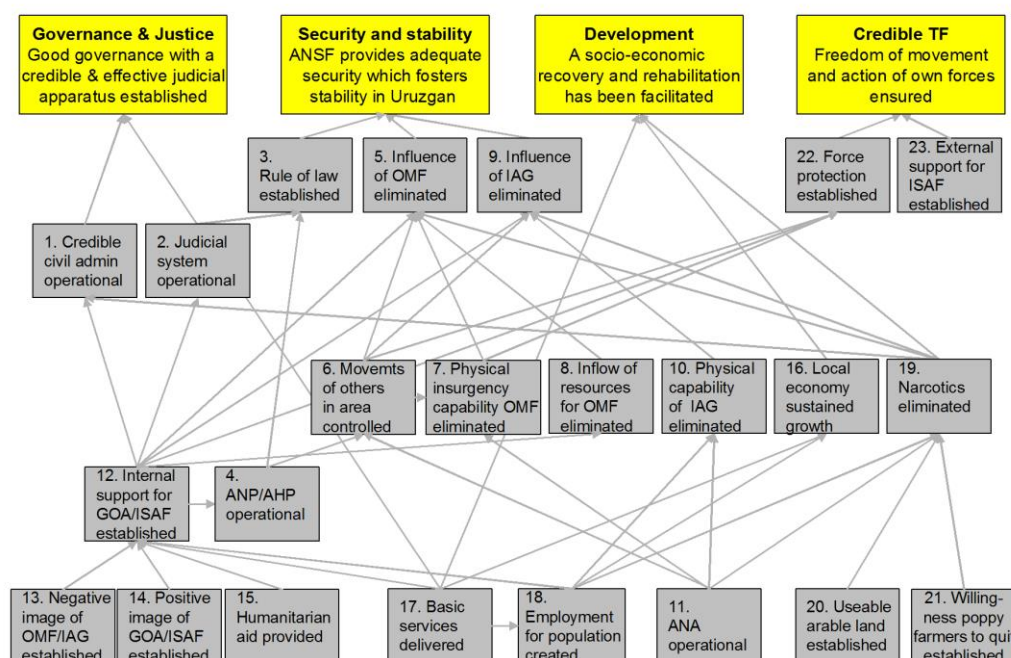 Governance & Justice
Good governance with a
credible & effective judicial
apparatus established
Security and stability
ANSF provides adequate
security which fosters
stability in Uruzgan
Development
A socio-economic
recovery and rehabilitation
has been facilitated
Credible TF
Freedom of movement
and action of own forces
ensured
3.
Rule of law
established
5. Influence
of OMF
eliminated
9. Influence
of IAG
eliminated
22. Force
protection
established
23. External
support for
ISAF
established
1. Credible
civil admin
operational
2. Judicial
system
operational
6. Movemts
of others
in area
controlled
7. Physical
insurgency
capability OMF
eliminated
8. Inflow of
resources
for OMF
eliminated
10. Physical
capability
of IAG
eliminated
16. Local
economy
sustained
growth
19.
Narcotics
eliminated
12. Internal
support for
GOA/ISAF
established
4.
ANP/AHP
operational
13. Negative
image of
OMF/IAG
established
14. Positive
image of
GOA/ISAF
established
15.
Humanitarian
aid provided
17. Basic
services
delivered
18.
Employment
for population
created
11.
ANA
operational
20. Useable
arable land
established
21. Willing-
ness poppy
farmers to quit
established